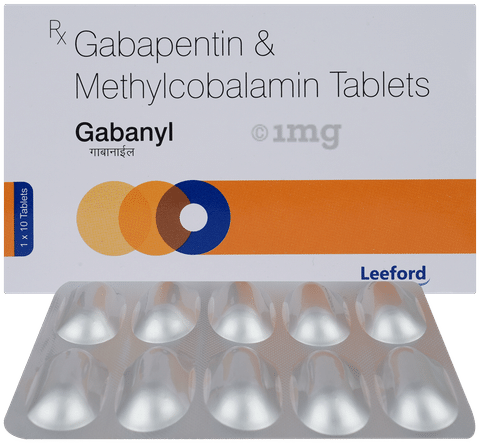 Rx Gabapentin &
Methylcobalamin Tablets
Gabanyl
गाबानाईल
©1mg
1 x 10 Tablets
Leeford